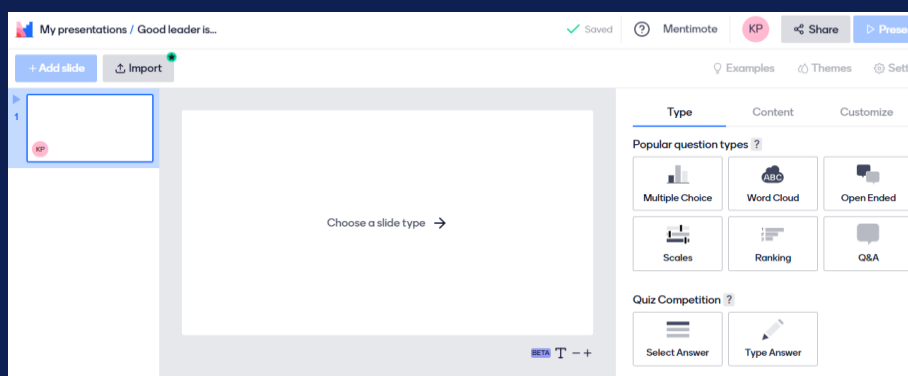 My presentations / Good leader is...
Saved
?
Mentimote
KP
Share
+ Add slide
Import
Examples
Themes
1
KP
Choose a slide type →
BETA T − +
Type
Content
Customize
Popular question types ?
Multiple Choice
ABC
Word Cloud
Open Ended
Scales
Ranking
Q&A
Quiz Competition ?
Select Answer
Type Answer